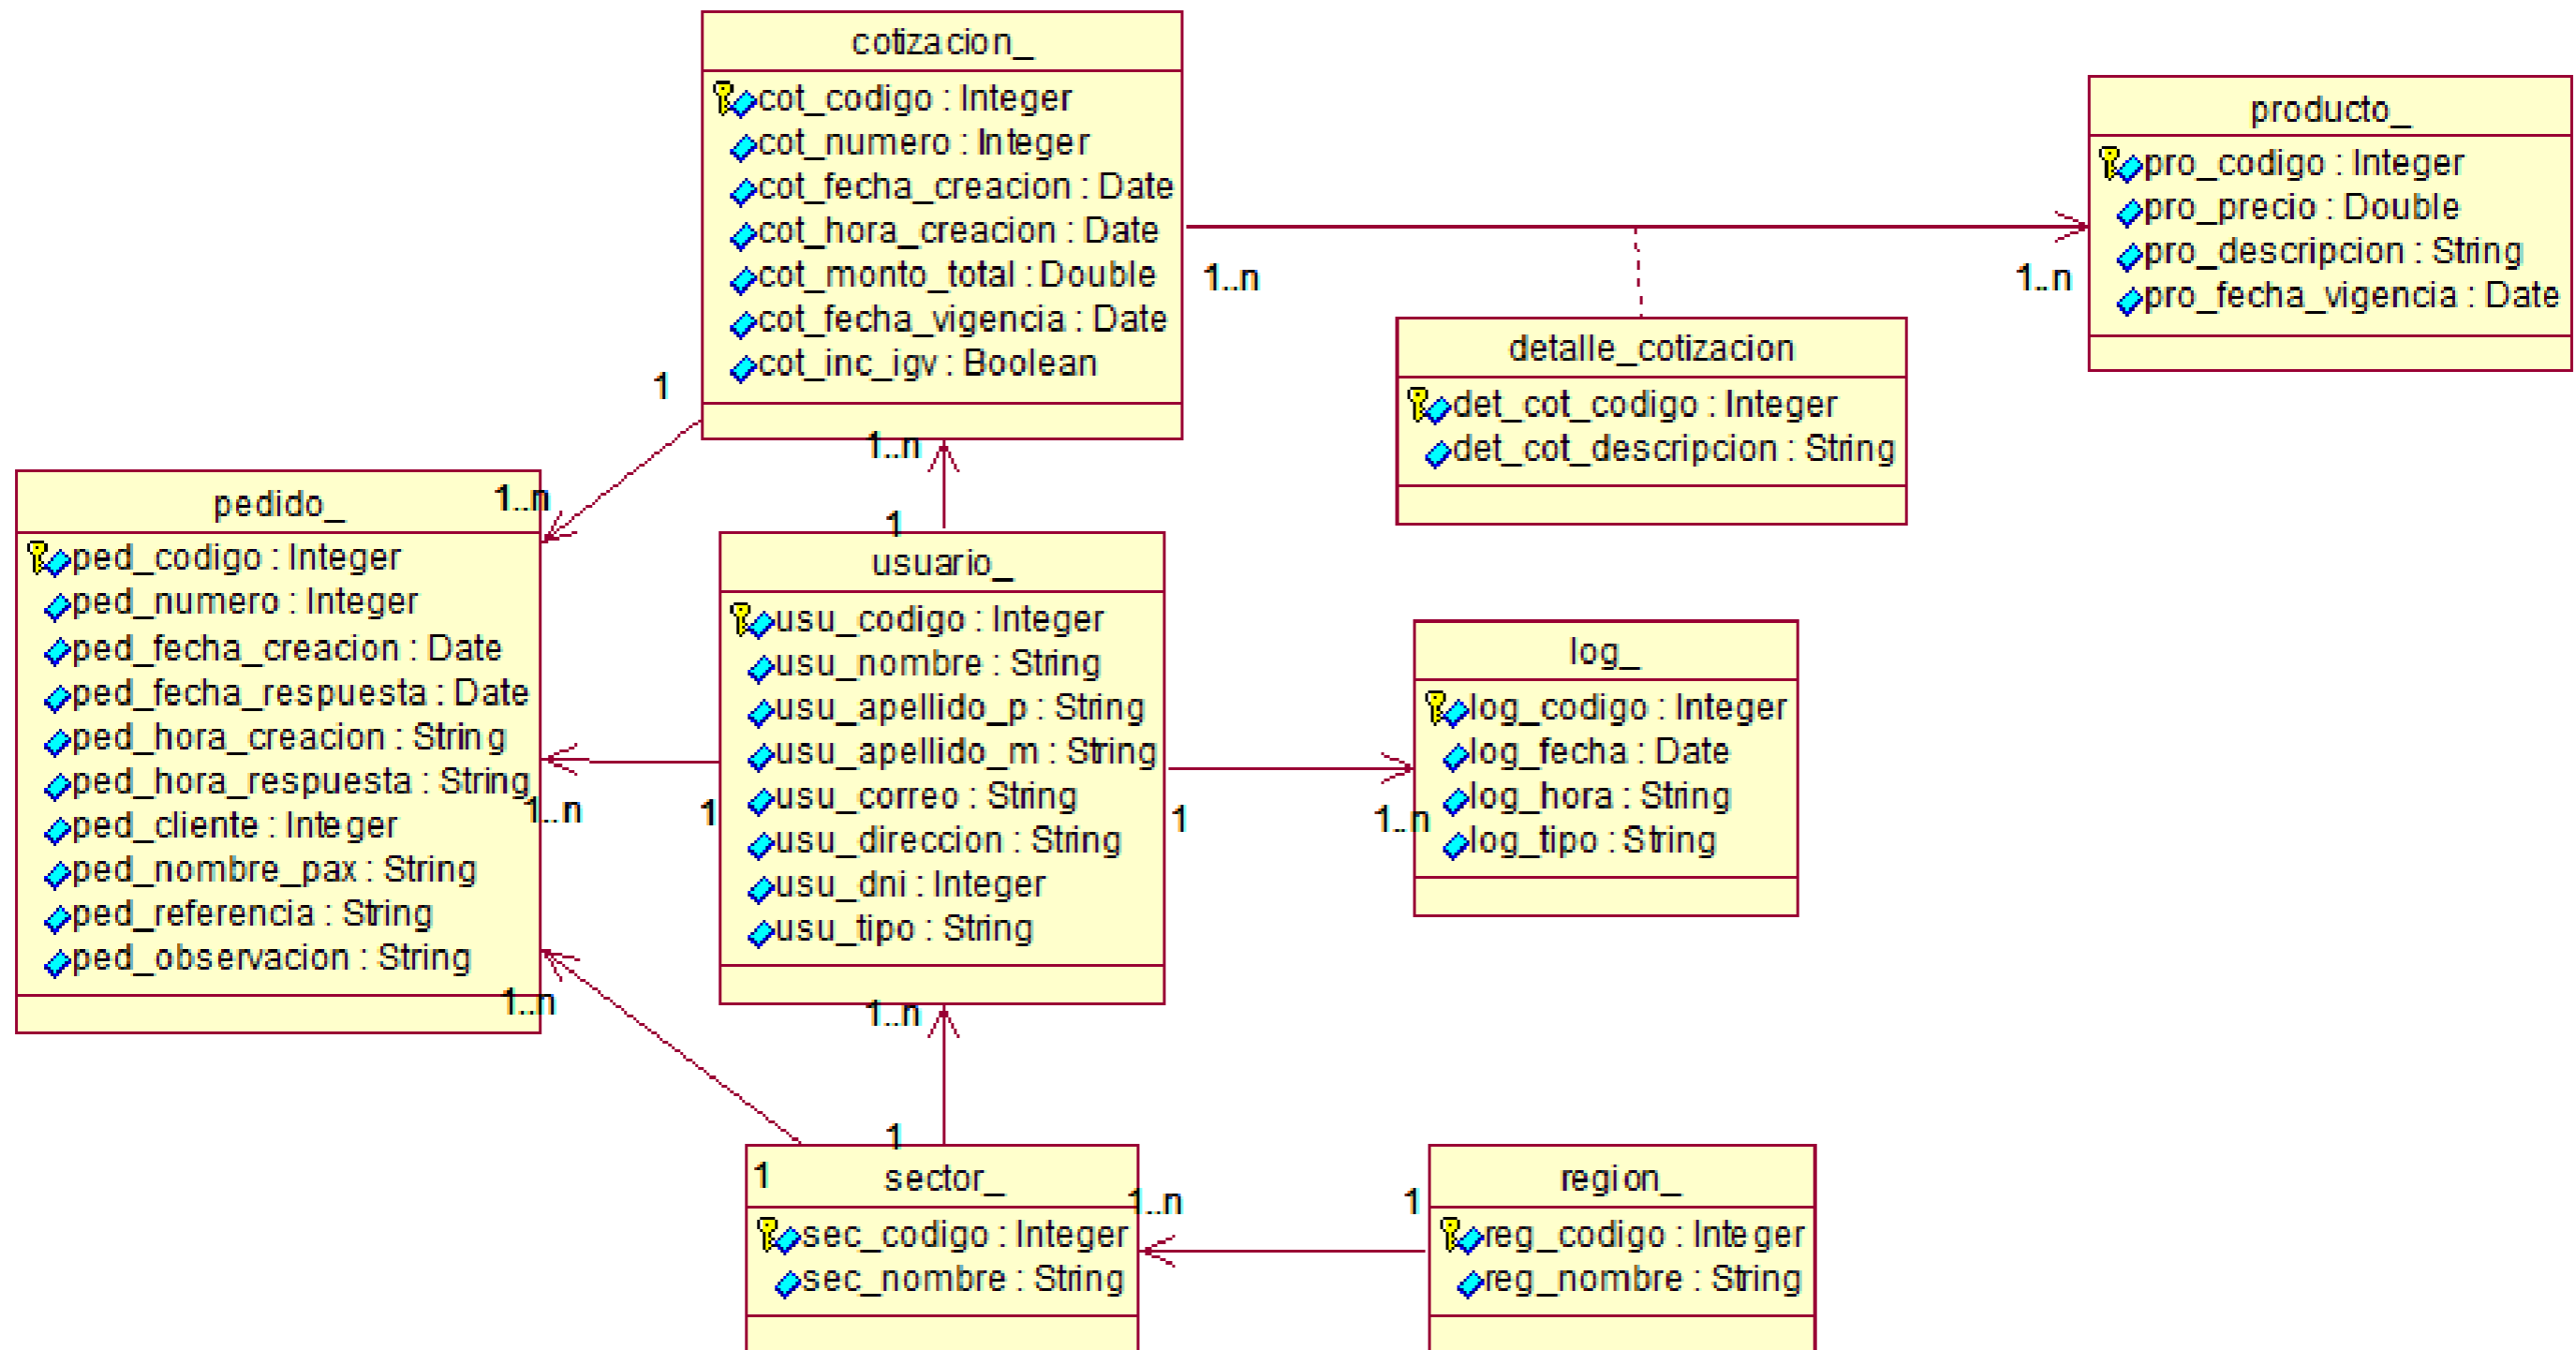 cotizacion_
cot_codigo : Integer
cot_numero : Integer
cot_fecha_creacion : Date
cot_hora_creacion : Date
cot_monto_total : Double
cot_fecha_vigencia : Date
cot_inc_igv : Boolean
producto_
pro_codigo : Integer
pro_precio : Double
pro_descripcion : String
pro_fecha_vigencia : Date
1..n
1..n
detalle_cotizacion
det_cot_codigo : Integer
det_cot_descripcion : String
1
1..n
1..n
1
pedido_
ped_codigo : Integer
ped_numero : Integer
ped_fecha_creacion : Date
ped_fecha_respuesta : Date
ped_hora_creacion : String
ped_hora_respuesta : String
ped_cliente : Integer
ped_nombre_pax : String
ped_referencia : String
ped_observacion : String
1..n
1
1..n
usuario_
usu_codigo : Integer
usu_nombre : String
usu_apellido_p : String
usu_apellido_m : String
usu_correo : String
usu_direccion : String
usu_dni : Integer
usu_tipo : String
1
1..n
log_
log_codigo : Integer
log_fecha : Date
log_hora : String
log_tipo : String
1..n
1
1
sector_
sec_codigo : Integer
sec_nombre : String
1..n
1
region_
reg_codigo : Integer
reg_nombre : String